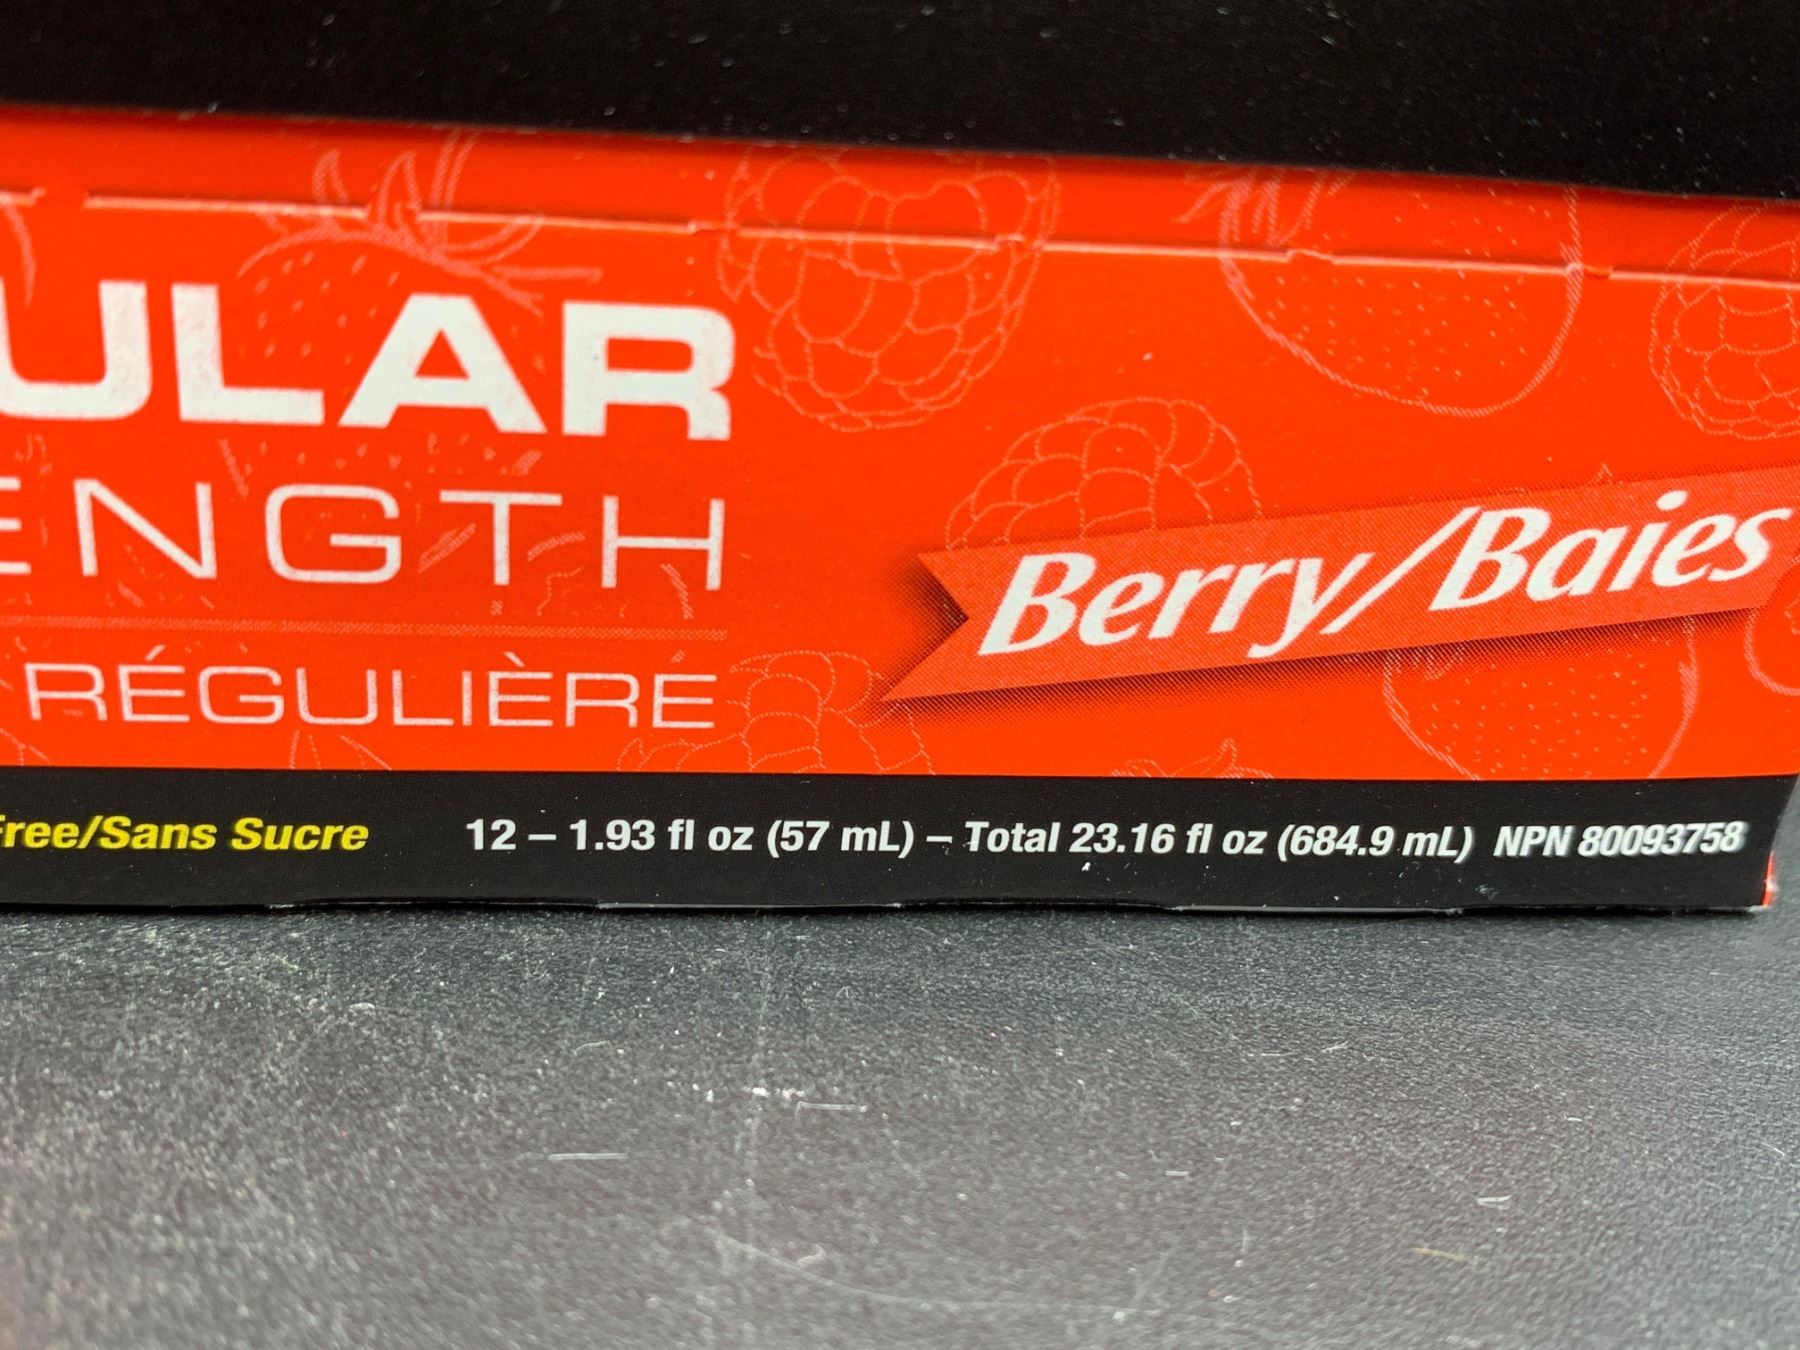 ULAR
ENGTH
RÉGULIÈRE
Berry/Baies
Free/Sans Sucre
12 – 1.93 fl oz (57 mL) – Total 23.16 fl oz (684.9 mL) NPN 80093758